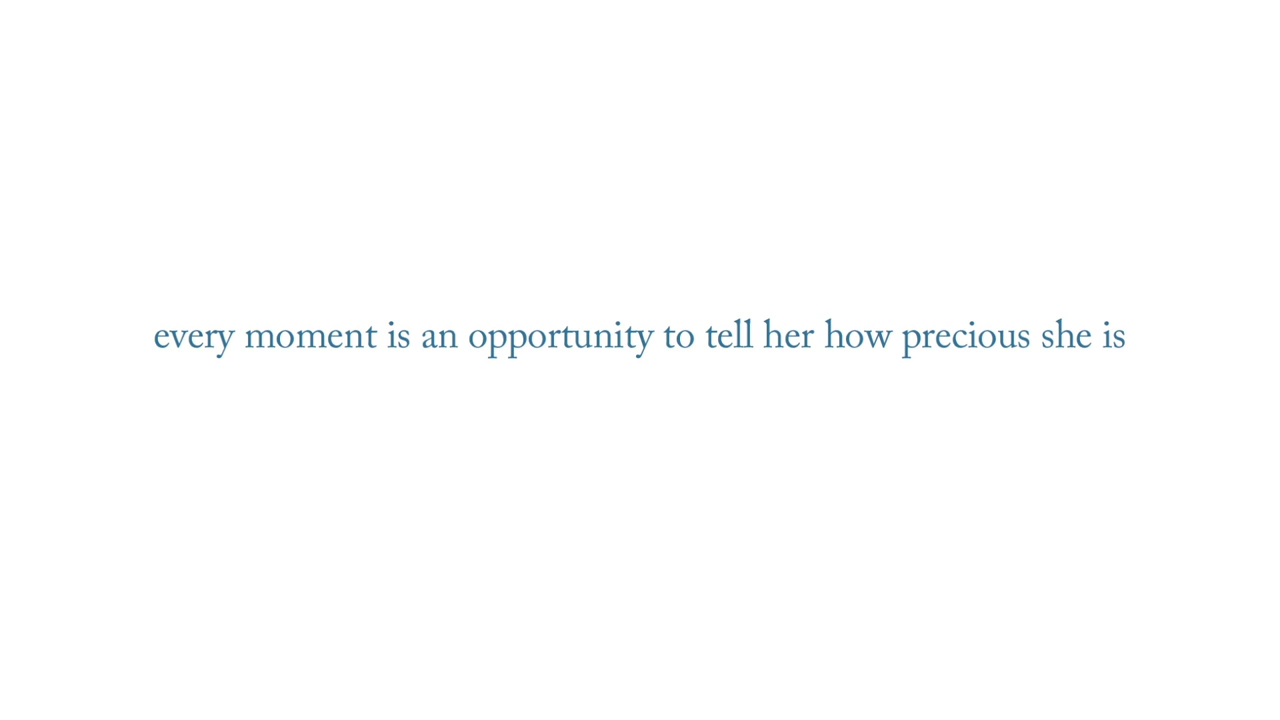 every moment is an opportunity to tell her how precious she is